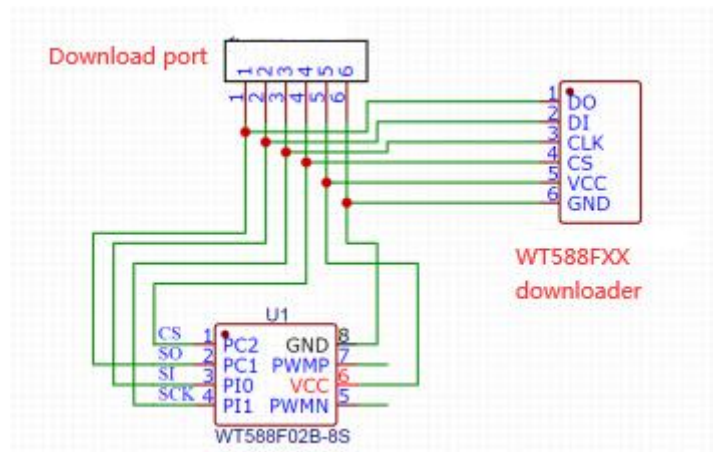 Download port
1 2 3 4 5 6
1 2 3 4 5 6
1 DO
2 DI
3 CLK
4 CS
5 VCC
6 GND
WT588FXX
downloader
U1
CS 1 PC2 GND 8
SO 2 PC1 PWMP 7
SI 3 PI0 VCC 6
SCK 4 PI1 PWMN 5
WT588F02B-8S